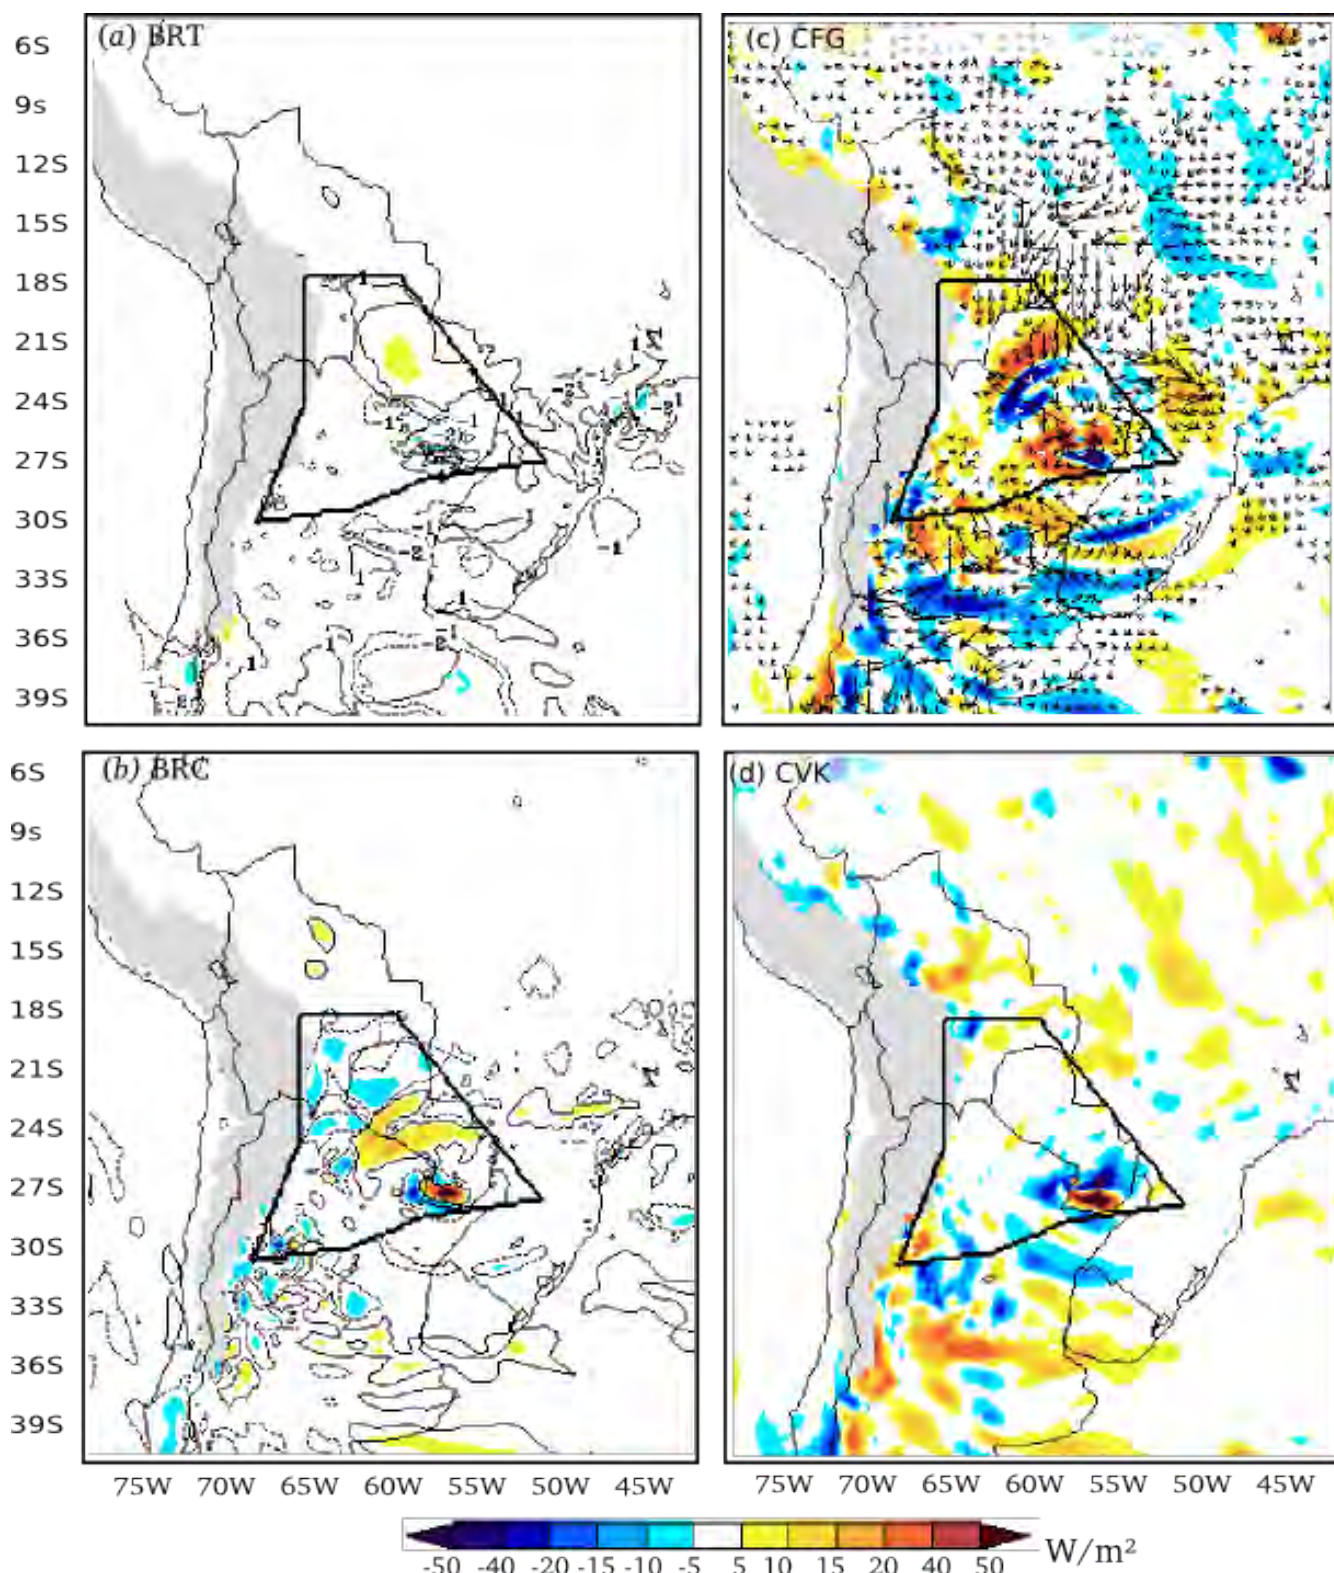 (a) BRT
(c) CFG
6S
9s
12S
15S
18S
21S
24S
27S
30S
33S
36S
39S
(b) BRC
(d) CVK
6S
9s
12S
15S
18S
21S
24S
27S
30S
33S
36S
39S
75W 70W 65W 60W 55W 50W 45W 75W 70W 65W 60W 55W 50W 45W
-50 -40 -20 -15 -10 -5 5 10 15 20 40 50 W/m²